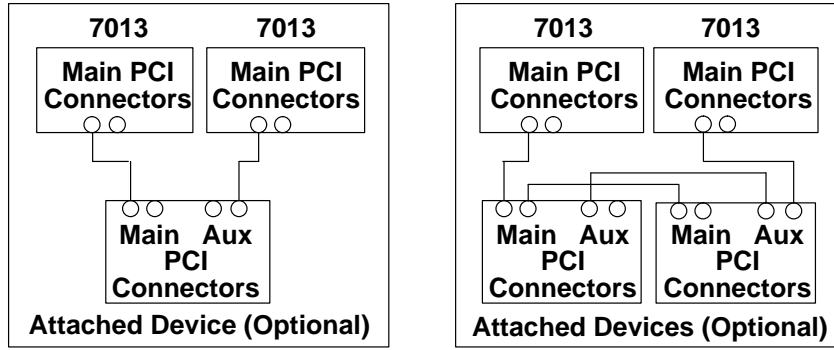 7013 7013
Main PCI Connectors
Main PCI Connectors
Main Aux
PCI
Connectors
Attached Device (Optional)
7013 7013
Main PCI Connectors
Main PCI Connectors
Main Aux
PCI
Connectors
Main Aux
PCI
Connectors
Attached Devices (Optional)